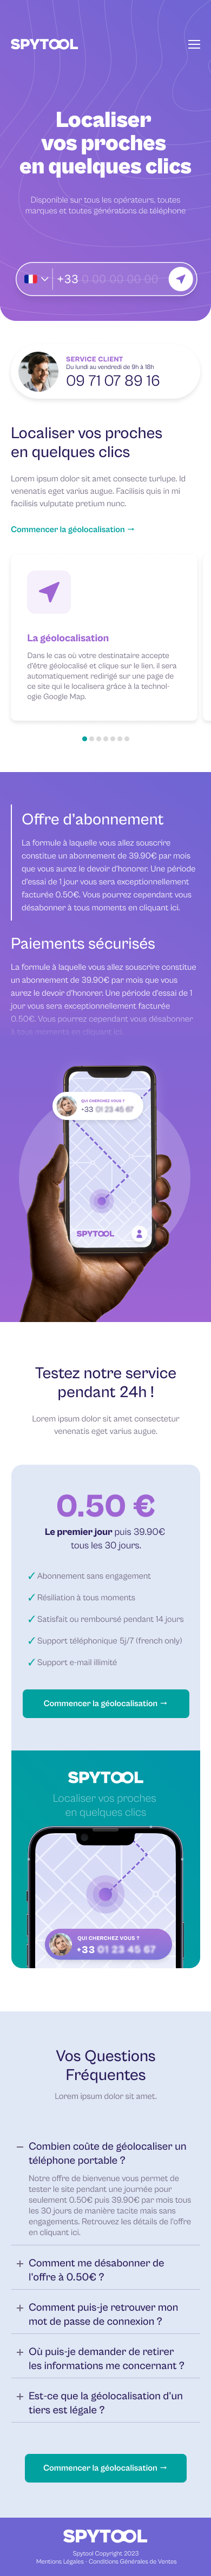 SPYTOOL
Localiser
vos proches
en quelques clics
Disponible sur tous les opérateurs, toutes
marques et toutes générations de téléphone
+33 0 00 00 00 00
SERVICE CLIENT
Du lundi au vendredi de 9h à 18h
09 71 07 89 16
Localiser vos proches
en quelques clics
Lorem ipsum dolor sit amet consecte turlupe. Id
venenatis eget varius augue. Facilisis quis in mi
facilisis vulputate pretium nunc.
Commencer la géolocalisation →
La géolocalisation
Dans le cas où votre destinataire accepte
d'être géolocalisé et clique sur le lien, il sera
automatiquement redirigé sur une page de
ce site qui le localisera grâce à la technol-
ogie Google Map.
Offre d'abonnement
La formule à laquelle vous allez souscrire
constitue un abonnement de 39.90€ par mois
que vous aurez le devoir d'honorer. Une période
d'essai de 1 jour vous sera exceptionnellement
facturée 0.50€. Vous pourrez cependant vous
désabonner à tous moments en cliquant ici.
Paiements sécurisés
La formule à laquelle vous allez souscrire constitue
un abonnement de 39.90€ par mois que vous
aurez le devoir d'honorer. Une période d'essai de 1
jour vous sera exceptionnellement facturée
0.50€. Vous pourrez cependant vous désabonner
à tous moments en cliquant ici.
QUI CHERCHEZ VOUS ?
+33 01 23 45 67
SPYTOOL
Testez notre service
pendant 24h !
Lorem ipsum dolor sit amet consectetur
venenatis eget varius augue.
0.50 €
Le premier jour puis 39.90€
tous les 30 jours.
✓ Abonnement sans engagement
✓ Résiliation à tous moments
✓ Satisfait ou remboursé pendant 14 jours
✓ Support téléphonique 5j/7 (french only)
✓ Support e-mail illimité
Commencer la géolocalisation →
SPYTOOL
Localiser vos proches
en quelques clics
QUI CHERCHEZ VOUS ?
+33 01 23 45 67
Vos Questions
Fréquentes
Lorem ipsum dolor sit amet.
− Combien coûte de géolocaliser un
téléphone portable ?
Notre offre de bienvenue vous permet de
tester le site pendant une journée pour
seulement 0.50€ puis 39.90€ par mois tous
les 30 jours de manière tacite mais sans
engagements. Retrouvez les détails de l'offre
en cliquant ici.
+ Comment me désabonner de
l'offre à 0.50€ ?
+ Comment puis-je retrouver mon
mot de passe de connexion ?
+ Où puis-je demander de retirer
les informations me concernant ?
+ Est-ce que la géolocalisation d'un
tiers est légale ?
Commencer la géolocalisation →
SPYTOOL
Spytool Copyright 2023
Mentions Légales - Conditions Générales de Ventes